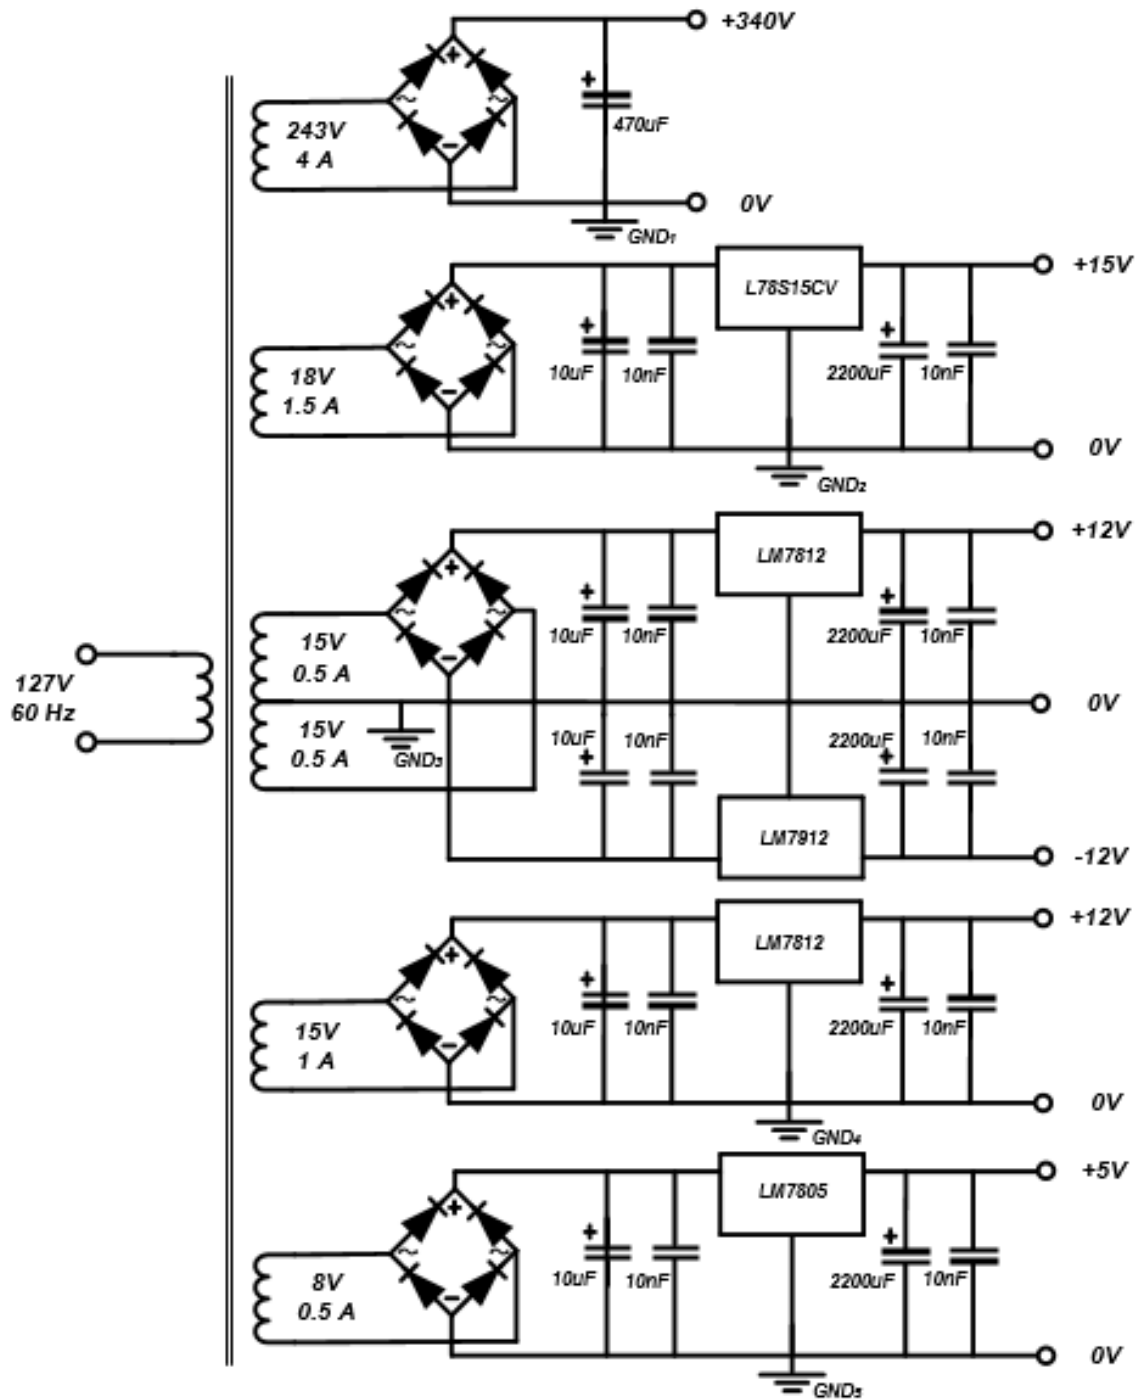 +340V
+
+
~
~
-
243V
4 A
470uF
0V
GND₁
+
L78S15CV
+15V
~
~
+
+
18V
1.5 A
-
10uF
10nF
2200uF
10nF
0V
GND₂
+
LM7812
+12V
~
~
+
+
15V
0.5 A
-
10uF
10nF
2200uF
10nF
127V
60 Hz
0V
15V
0.5 A
GND₃
10uF
10nF
2200uF
10nF
+
+
LM7912
-12V
+
LM7812
+12V
~
~
+
+
15V
1 A
-
10uF
10nF
2200uF
10nF
0V
GND₄
+
LM7805
+5V
~
~
+
+
8V
0.5 A
-
10uF
10nF
2200uF
10nF
0V
GND₅